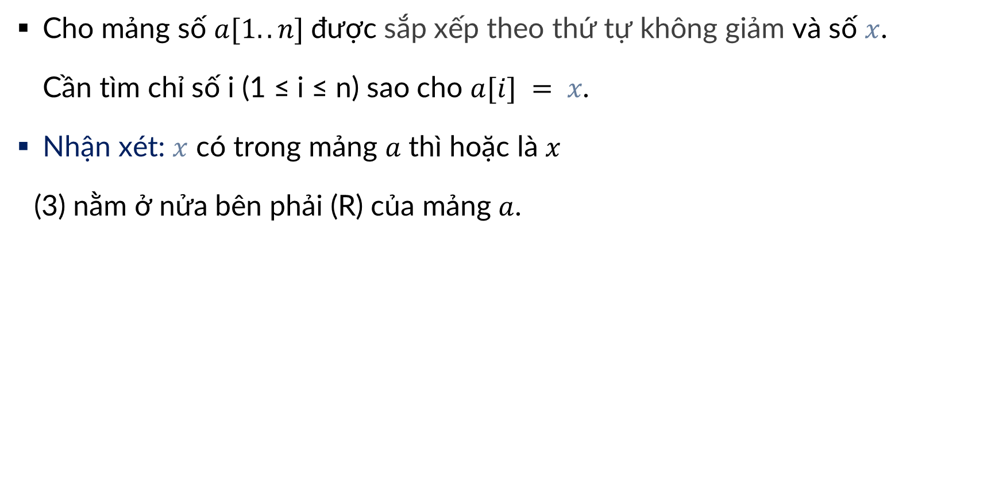 ▪ Cho mảng số a[1..n] được sắp xếp theo thứ tự không giảm và số x.
Cần tìm chỉ số i (1 ≤ i ≤ n) sao cho a[i] = x.
▪ Nhận xét: x có trong mảng a thì hoặc là x
(3) nằm ở nửa bên phải (R) của mảng a.